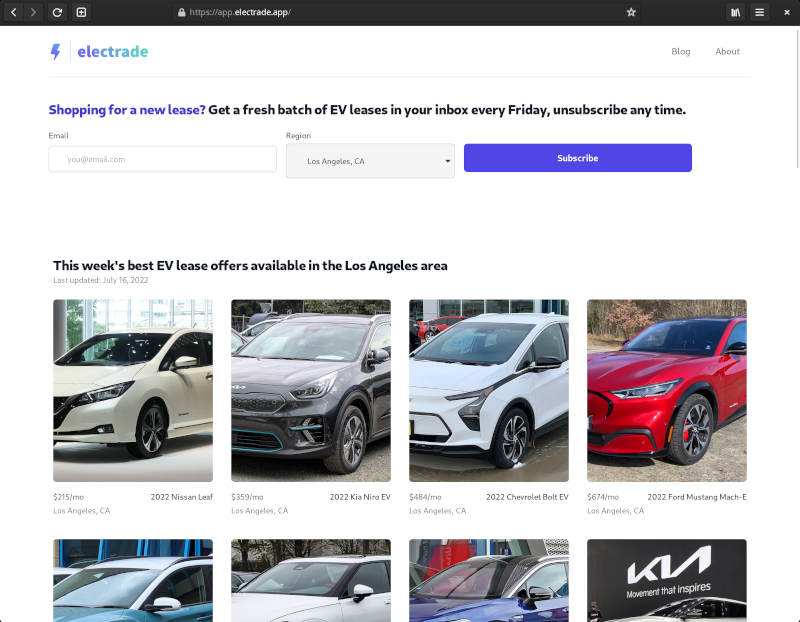 https://app.electrade.app/
electrade
Blog
About
Shopping for a new lease? Get a fresh batch of EV leases in your inbox every Friday, unsubscribe any time.
Email
Region
you@email.com
Los Angeles, CA
Subscribe
This week's best EV lease offers available in the Los Angeles area
Last updated: July 16, 2022
$215/mo 2022 Nissan Leaf
Los Angeles, CA
$359/mo 2022 Kia Niro EV
Los Angeles, CA
$484/mo 2022 Chevrolet Bolt EV
Los Angeles, CA
$674/mo 2022 Ford Mustang Mach-E
Los Angeles, CA
KIA
Movement that inspires